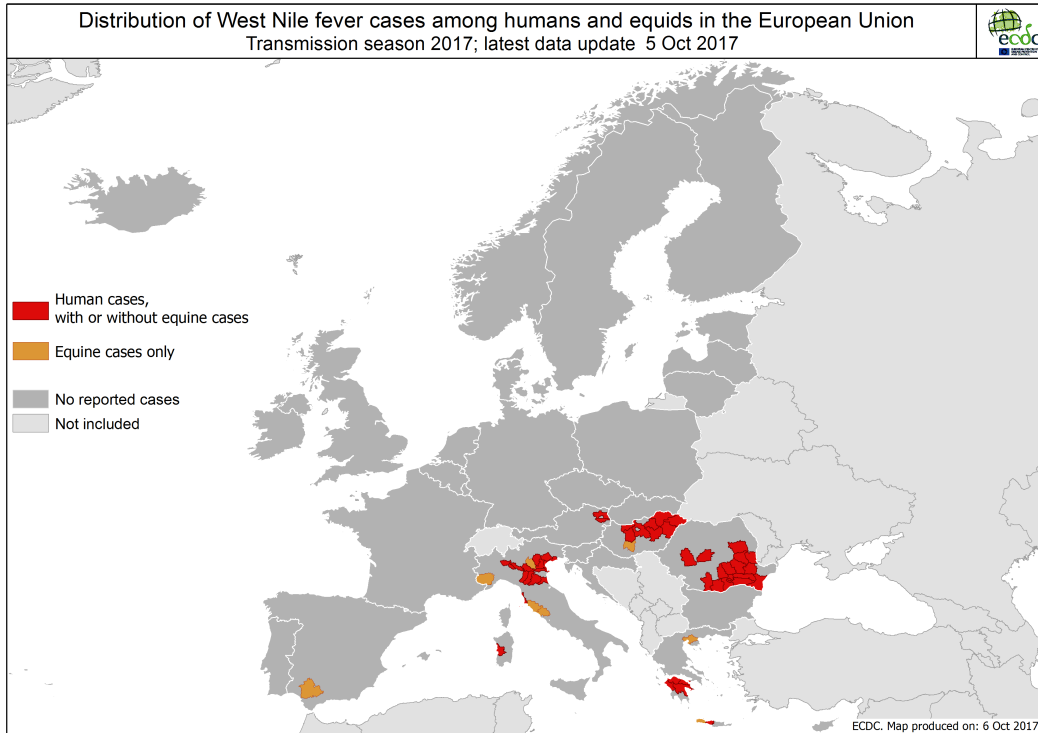 Distribution of West Nile fever cases among humans and equids in the European Union
Transmission season 2017; latest data update 5 Oct 2017
ecdc
Human cases,
with or without equine cases
Equine cases only
No reported cases
Not included
ECDC. Map produced on: 6 Oct 2017